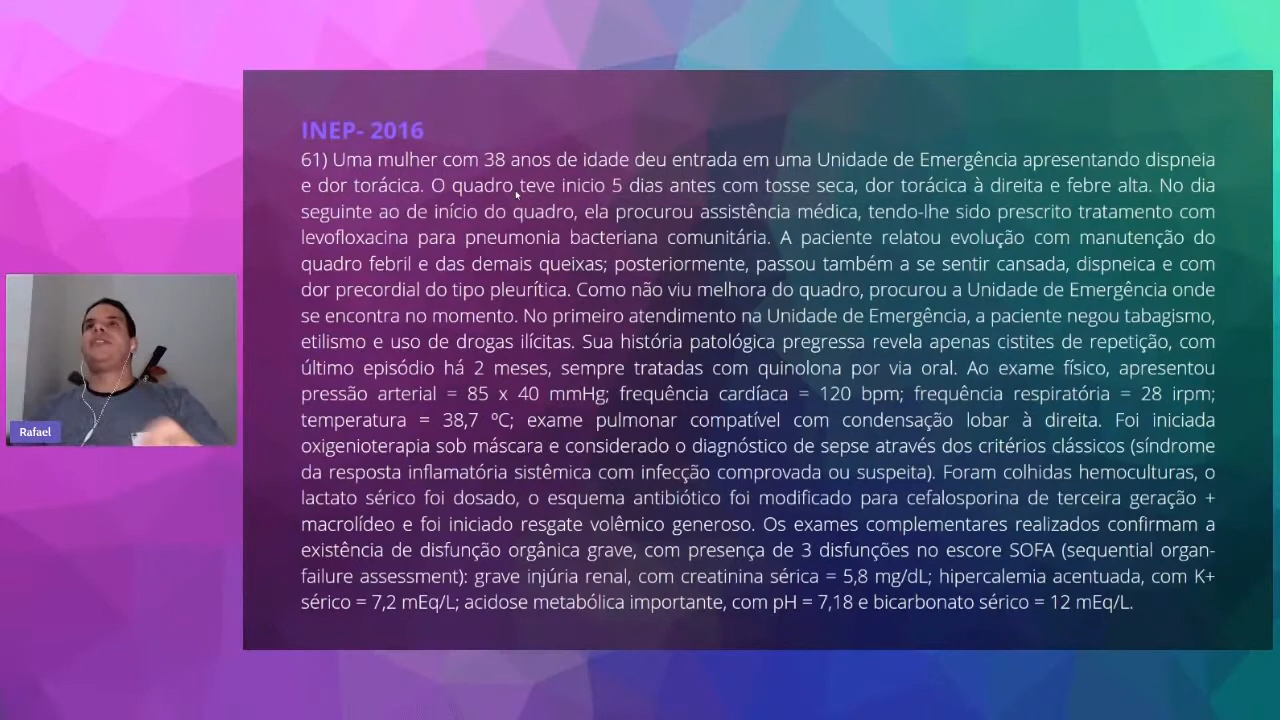 INEP- 2016
61) Uma mulher com 38 anos de idade deu entrada em uma Unidade de Emergência apresentando dispneia
e dor torácica. O quadro teve inicio 5 dias antes com tosse seca, dor torácica à direita e febre alta. No dia
seguinte ao de início do quadro, ela procurou assistência médica, tendo-lhe sido prescrito tratamento com
levofloxacina para pneumonia bacteriana comunitária. A paciente relatou evolução com manutenção do
quadro febril e das demais queixas; posteriormente, passou também a se sentir cansada, dispneica e com
dor precordial do tipo pleurítica. Como não viu melhora do quadro, procurou a Unidade de Emergência onde
se encontra no momento. No primeiro atendimento na Unidade de Emergência, a paciente negou tabagismo,
etilismo e uso de drogas ilícitas. Sua história patológica pregressa revela apenas cistites de repetição, com
último episódio há 2 meses, sempre tratadas com quinolona por via oral. Ao exame físico, apresentou
pressão arterial = 85 x 40 mmHg; frequência cardíaca = 120 bpm; frequência respiratória = 28 irpm;
temperatura = 38,7 ºC; exame pulmonar compatível com condensação lobar à direita. Foi iniciada
oxigenioterapia sob máscara e considerado o diagnóstico de sepse através dos critérios clássicos (síndrome
da resposta inflamatória sistêmica com infecção comprovada ou suspeita). Foram colhidas hemoculturas, o
lactato sérico foi dosado, o esquema antibiótico foi modificado para cefalosporina de terceira geração +
macrolídeo e foi iniciado resgate volêmico generoso. Os exames complementares realizados confirmam a
existência de disfunção orgânica grave, com presença de 3 disfunções no escore SOFA (sequential organ-
failure assessment): grave injúria renal, com creatinina sérica = 5,8 mg/dL; hipercalemia acentuada, com K+
sérico = 7,2 mEq/L; acidose metabólica importante, com pH = 7,18 e bicarbonato sérico = 12 mEq/L.
Rafael